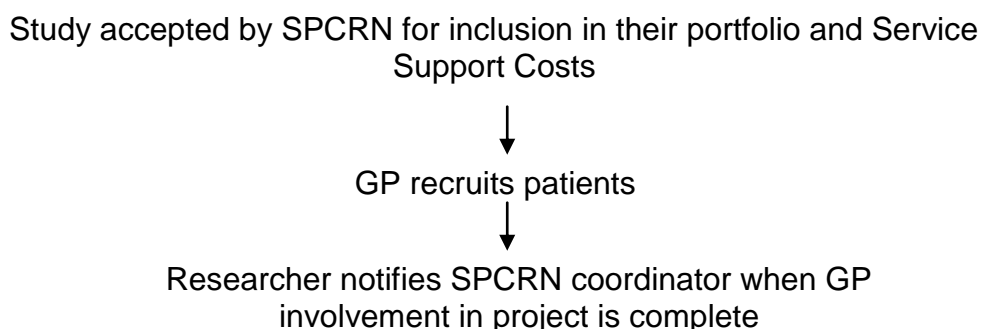 Study accepted by SPCRN for inclusion in their portfolio and Service
Support Costs
GP recruits patients
Researcher notifies SPCRN coordinator when GP
involvement in project is complete